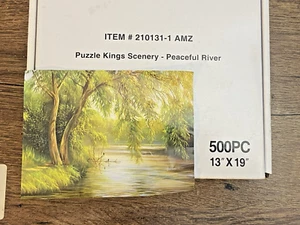 ITEM # 210131-1 AMZ
Puzzle Kings Scenery - Peaceful River
500PC
13" X 19"